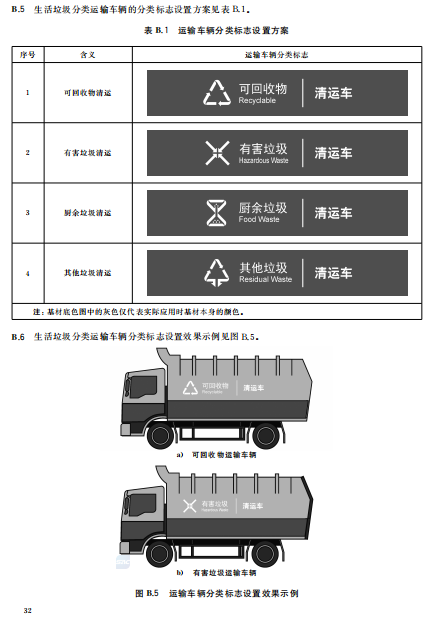 B.5 生活垃圾分类运输车辆的分类标志设置方案见表 B.1。
表 B.1 运输车辆分类标志设置方案
序号 含义 运输车辆分类标志
1 可回收物清运 可回收物 Recyclable 清运车
2 有害垃圾清运 有害垃圾 Hazardous Waste 清运车
3 厨余垃圾清运 厨余垃圾 Food Waste 清运车
4 其他垃圾清运 其他垃圾 Residual Waste 清运车
注：基材底色图中的灰色仅代表实际应用时基材本身的颜色。
B.6 生活垃圾分类运输车辆分类标志设置效果示例见图 B.5。
可回收物 清运车
Recyclable
a) 可回收物运输车辆
有害垃圾 清运车
Hazardous Waste
b) 有害垃圾运输车辆
图 B.5 运输车辆分类标志设置效果示例
32